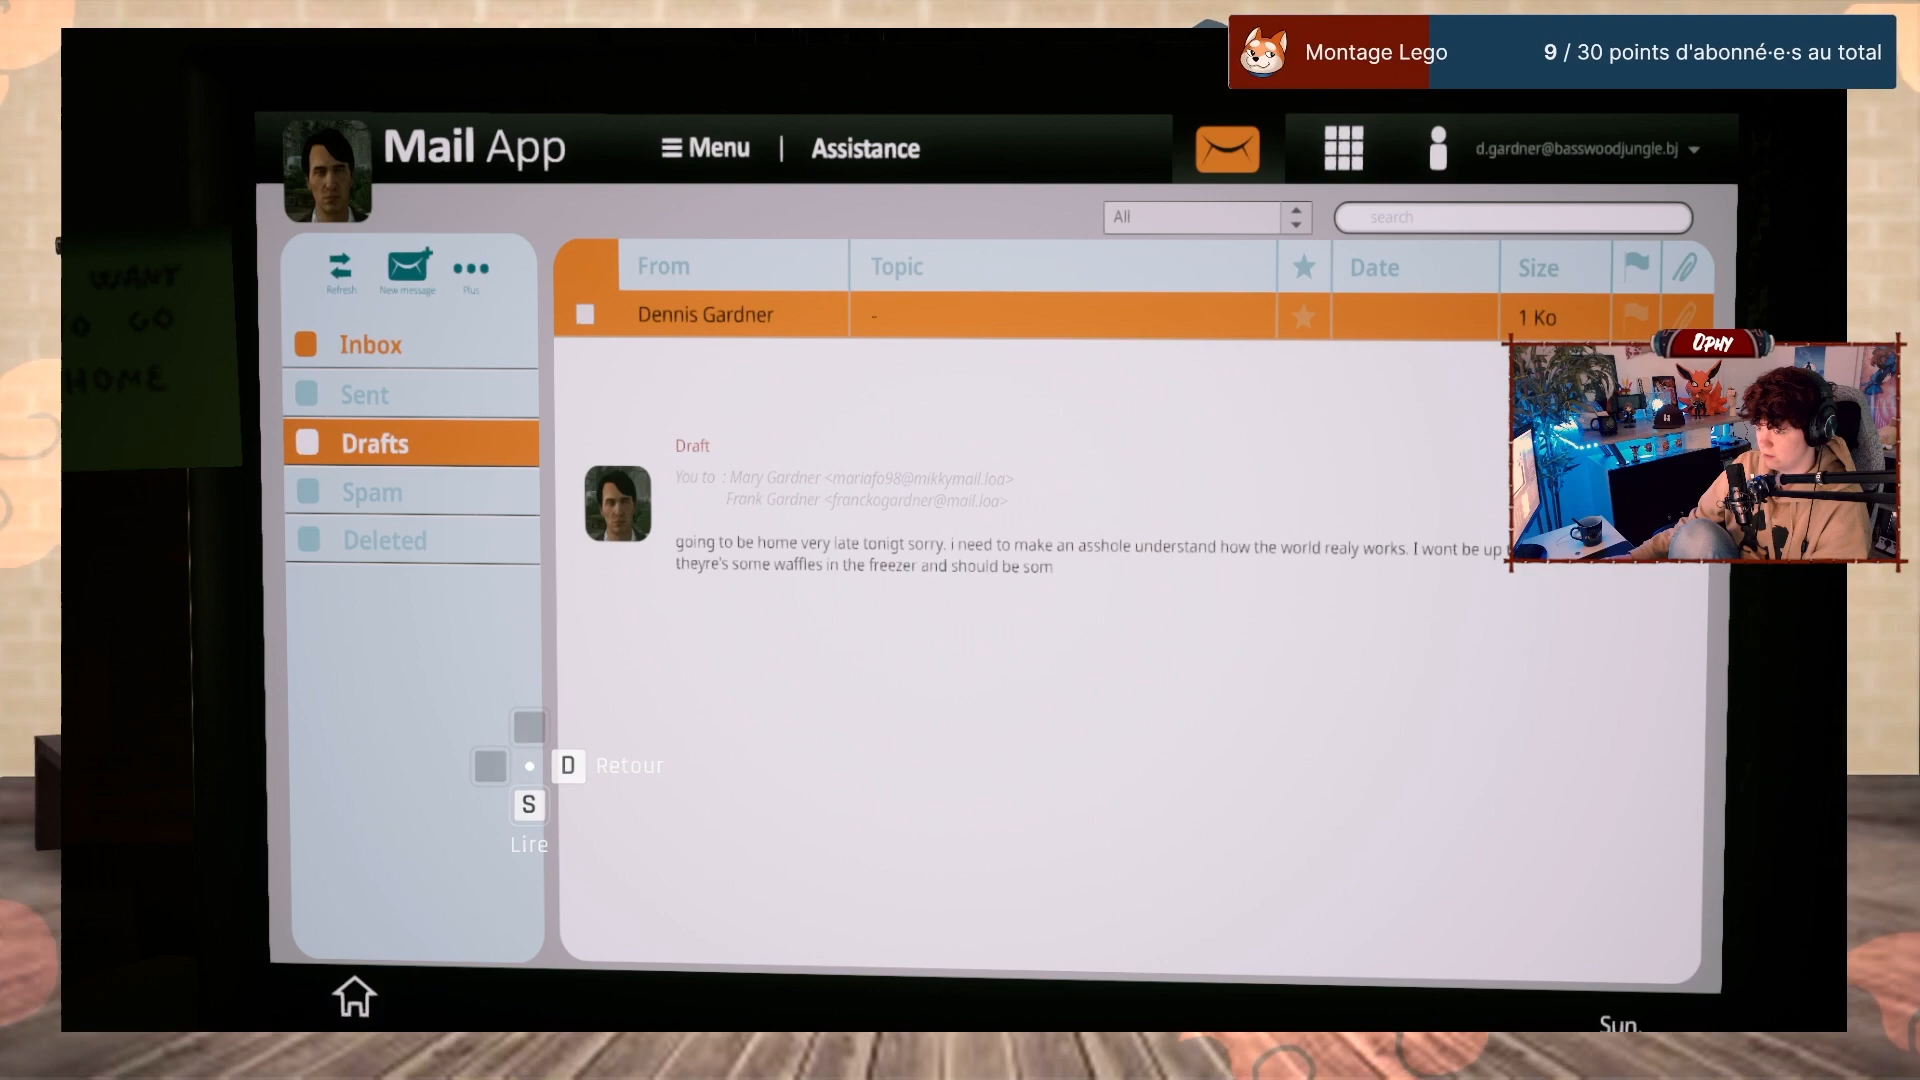 Montage Lego 9 / 30 points d'abonné·e·s au total
Mail App
Menu | Assistance
d.gardner@basswoodjungle.bj
All
search
WANT
TO GO
HOME
Refresh
New message
Plus
Inbox
Sent
Drafts
Spam
Deleted
From Topic Date Size
Dennis Gardner - 1 Ko
OPHY
Draft
You to : Mary Gardner <mariafo98@mikkymail.loa>
Frank Gardner <franckogardner@mail.loa>
going to be home very late tonigt sorry. i need to make an asshole understand how the world realy works. I wont be up
theyre's some waffles in the freezer and should be som
D Retour
S
Lire
Sun.